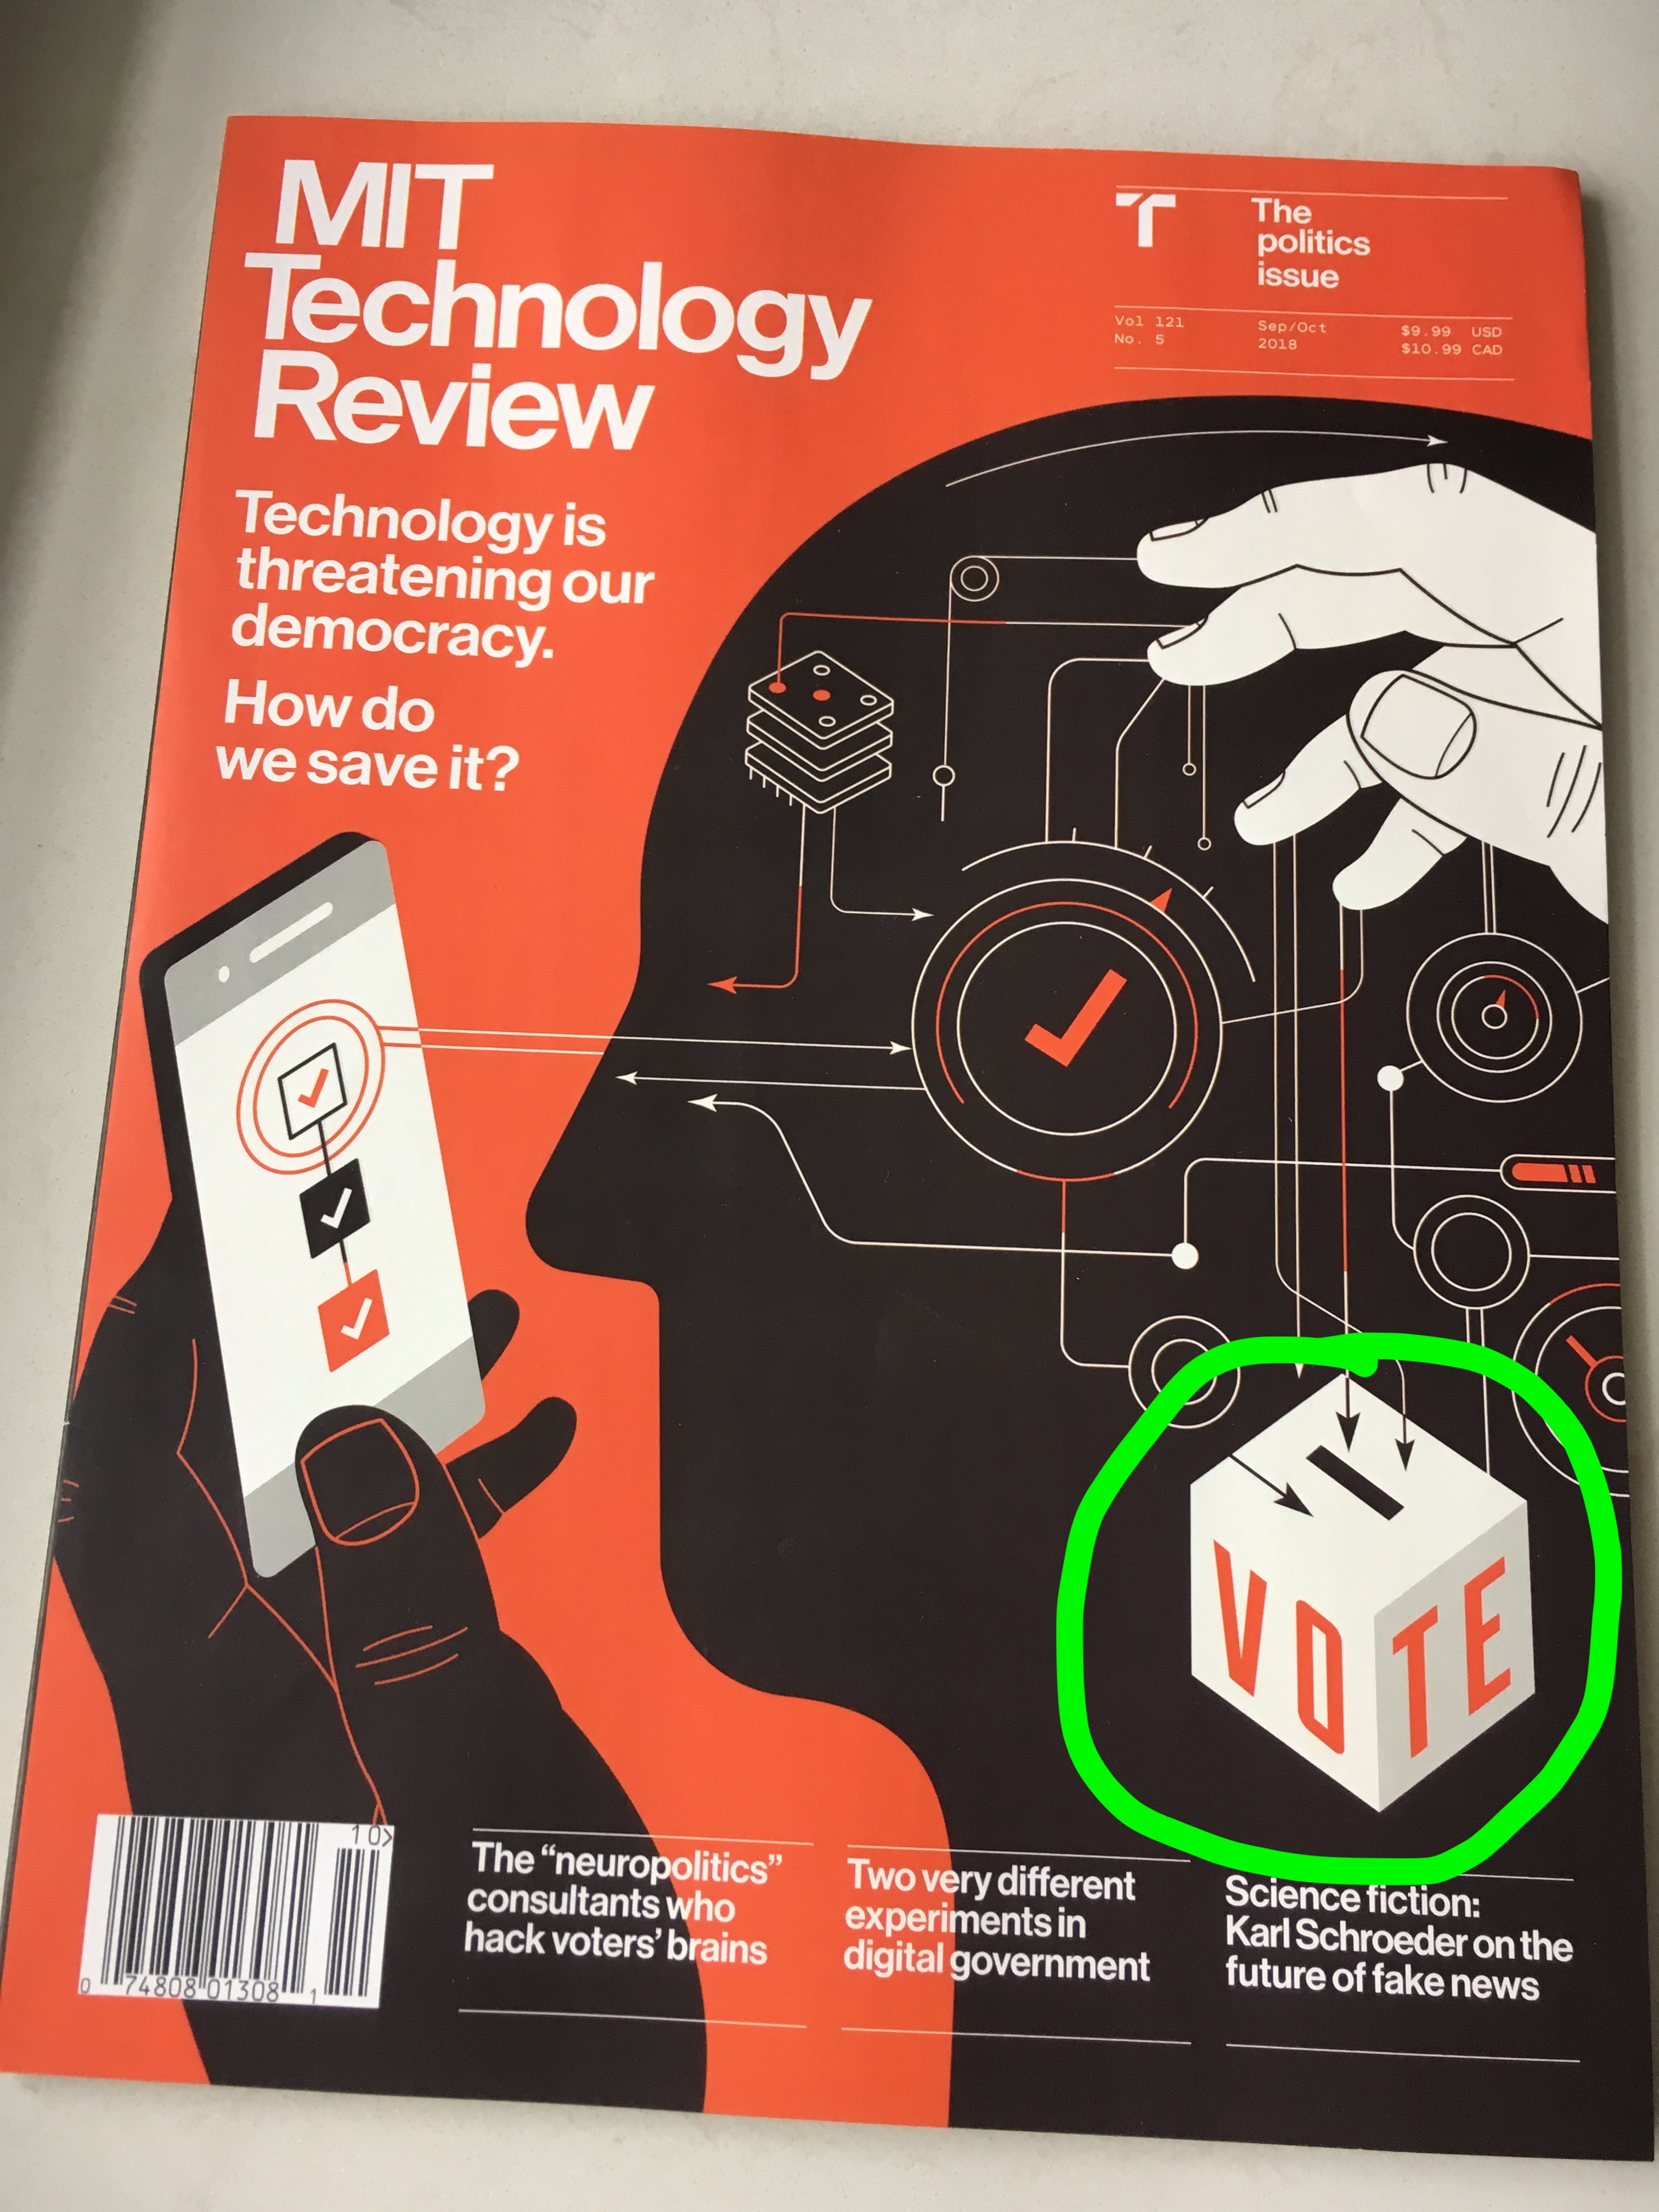 MIT
Technology
Review
The
politics
issue
Vol 121
No. 5
Sep/Oct
2018
$9.99 USD
$10.99 CAD
Technology is
threatening our
democracy.
How do
we save it?
VOTE
The “neuropolitics”
consultants who
hack voters’ brains
Two very different
experiments in
digital government
Science fiction:
Karl Schroeder on the
future of fake news
10>
0 74808 01308 1